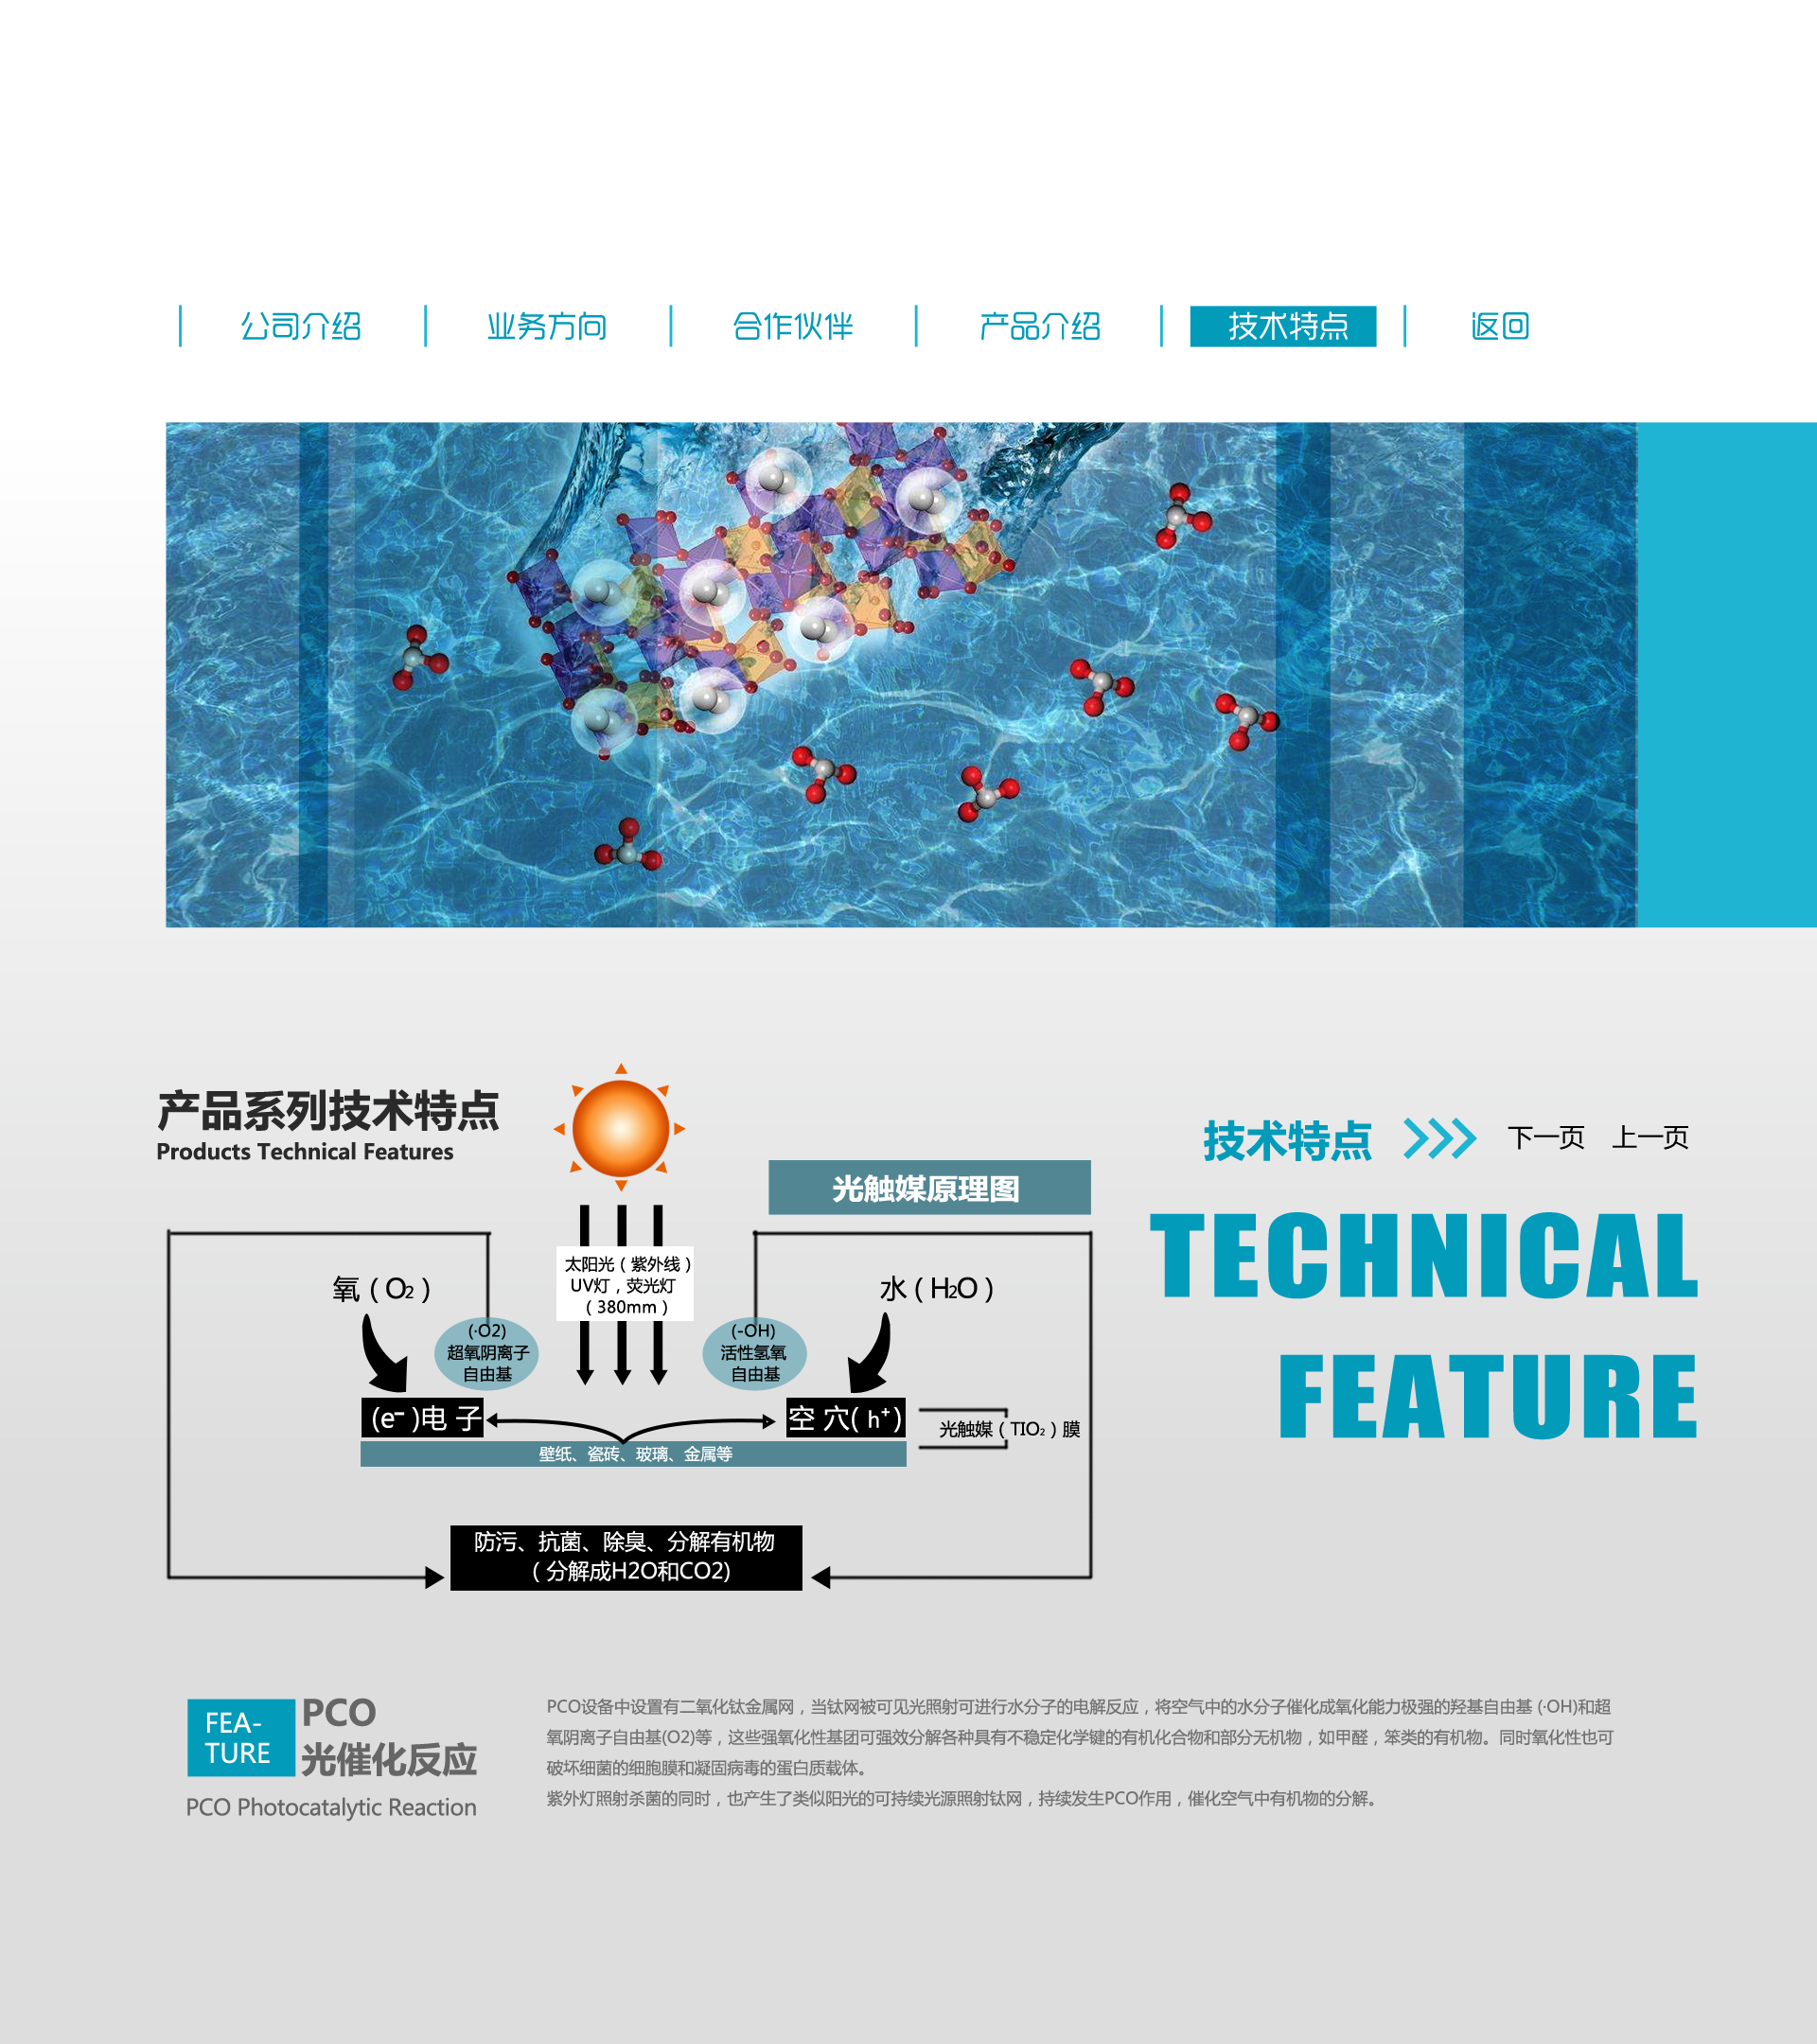 公司介绍
业务方向
合作伙伴
产品介绍
技术特点
返回
产品系列技术特点
Products Technical Features
光触媒原理图
太阳光（紫外线）
UV灯，荧光灯
（380mm）
氧（O₂）
水（H₂O）
(·O2)
超氧阴离子
自由基
(-OH)
活性氢氧
自由基
(e⁻)电 子
空 穴( h⁺)
光触媒（TIO₂）膜
壁纸、瓷砖、玻璃、金属等
防污、抗菌、除臭、分解有机物
（分解成H2O和CO2)
技术特点
下一页 上一页
TECHNICAL
FEATURE
FEA-
TURE
PCO
光催化反应
PCO Photocatalytic Reaction
PCO设备中设置有二氧化钛金属网，当钛网被可见光照射可进行水分子的电解反应，将空气中的水分子催化成氧化能力极强的羟基自由基 (·OH)和超
氧阴离子自由基(O2)等，这些强氧化性基团可强效分解各种具有不稳定化学键的有机化合物和部分无机物，如甲醛，笨类的有机物。同时氧化性也可
破坏细菌的细胞膜和凝固病毒的蛋白质载体。
紫外灯照射杀菌的同时，也产生了类似阳光的可持续光源照射钛网，持续发生PCO作用，催化空气中有机物的分解。